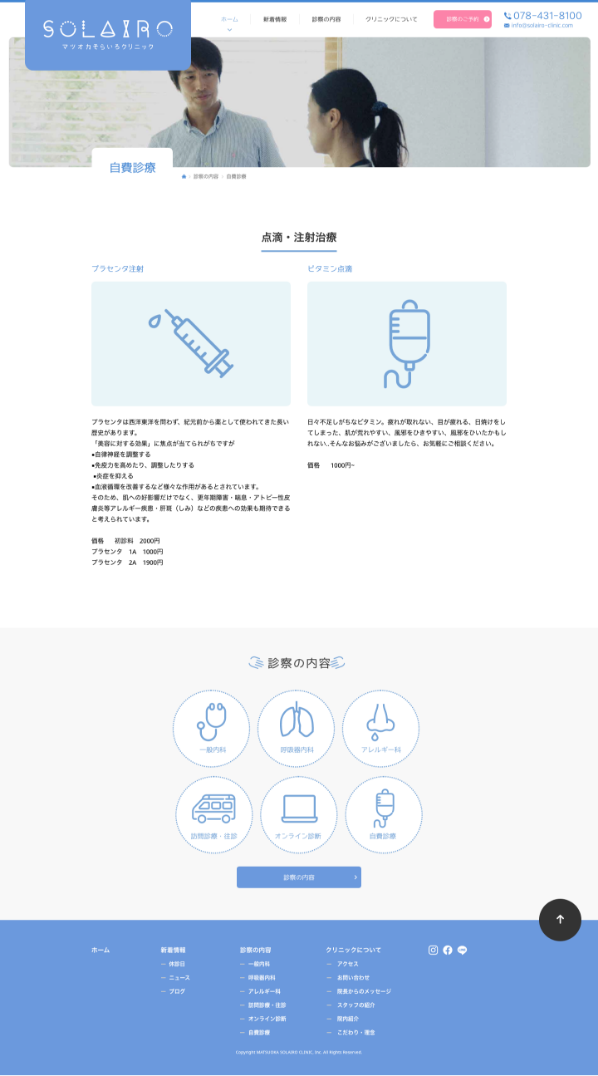 SOLAIRO
マツオカそらいろクリニック
ホーム
新着情報
診察の内容
クリニックについて
診察のご予約
078-431-8100
info@solairo-clinic.com
自費診療
診察の内容 › 自費診療
点滴・注射治療
プラセンタ注射
プラセンタは西洋東洋を問わず、紀元前から薬として使われてきた長い
歴史があります。
「美容に対する効果」に焦点が当てられがちですが
●自律神経を調整する
●免疫力を高めたり、調整したりする
●炎症を抑える
●血液循環を改善するなど様々な作用があるとされています。
そのため、肌への好影響だけでなく、更年期障害・喘息・アトピー性皮
膚炎等アレルギー疾患・肝斑（しみ）などの疾患への効果も期待できる
と考えられています。
価格　初診料　2000円
プラセンタ　1A　1000円
プラセンタ　2A　1900円
ビタミン点滴
日々不足しがちなビタミン。疲れが取れない、目が疲れる、日焼けをし
てしまった、肌が荒れやすい、風邪をひきやすい、風邪をひいたかもし
れない..そんなお悩みがございましたら、お気軽にご相談ください。
価格　1000円~
診察の内容
一般内科
呼吸器内科
アレルギー科
訪問診療・往診
オンライン診断
自費診療
診察の内容
ホーム
新着情報
― 休診日
― ニュース
― ブログ
診察の内容
― 一般内科
― 呼吸器内科
― アレルギー科
― 訪問診療・往診
― オンライン診断
― 自費診療
クリニックについて
― アクセス
― お問い合わせ
― 院長からのメッセージ
― スタッフの紹介
― 院内紹介
― こだわり・理念
Copyright MATSUOKA SOLAIRO CLINIC, Inc. All Rights Reserved.